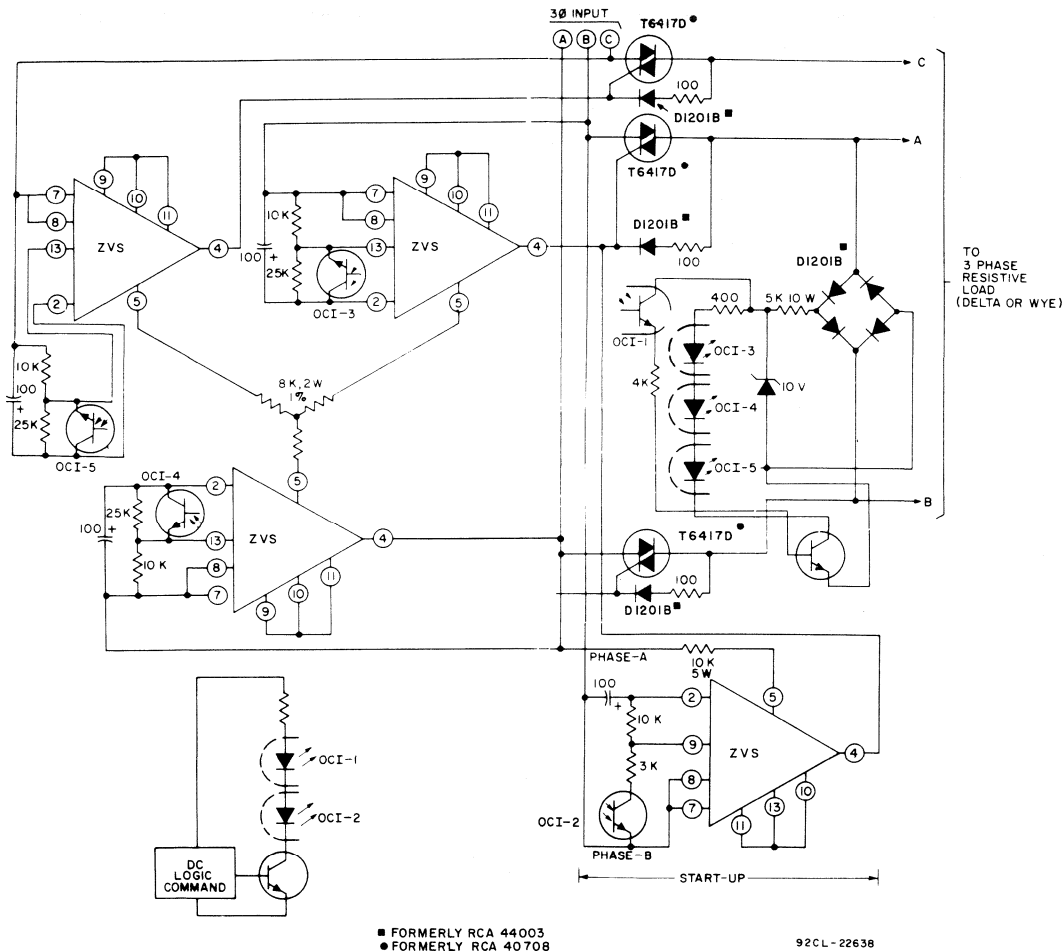 3Ø INPUT
A B C
T6417D●
C
100
D1201B■
A
T6417D●
9 10 11
7
8
13
2
ZVS
4
5
9 10 11
7
8
13
2
10K
25K
100
+
OCI-3
ZVS
4
5
D1201B■
100
D1201B■
400
5K 10 W
OCI-1
OCI-3
4K
OCI-4
10 V
OCI-5
B
TO
3 PHASE
RESISTIVE
LOAD
(DELTA OR WYE)
10K
100
+
25K
OCI-5
8K, 2W
1%
OCI-4
5
2
25K
100
+
13
10 K
8
7
ZVS
4
9 10 11
T6417D●
100
D1201B■
PHASE-A
10 K
5W
100
+
2
5
10 K
9
3K
8
7
ZVS
4
10
13
11
OCI-2
PHASE-B
START-UP
OCI-1
OCI-2
DC
LOGIC
COMMAND
■ FORMERLY RCA 44003
● FORMERLY RCA 40708
92CL-22638